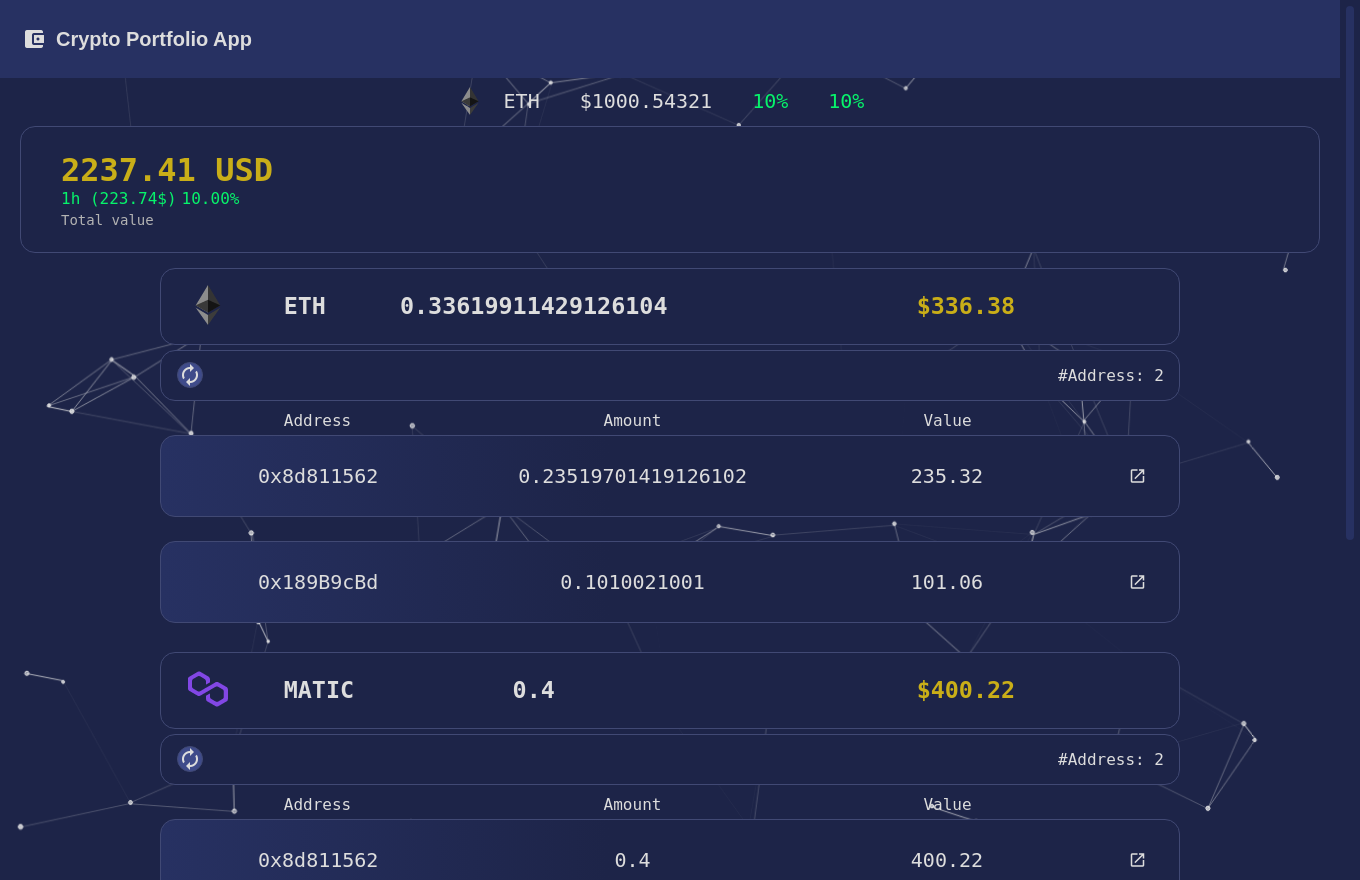 Crypto Portfolio App
ETH $1000.54321 10% 10%
2237.41 USD
1h (223.74$) 10.00%
Total value
ETH 0.33619911429126104 $336.38
#Address: 2
Address Amount Value
0x8d811562 0.23519701419126102 235.32
0x189B9cBd 0.1010021001 101.06
MATIC 0.4 $400.22
#Address: 2
Address Amount Value
0x8d811562 0.4 400.22